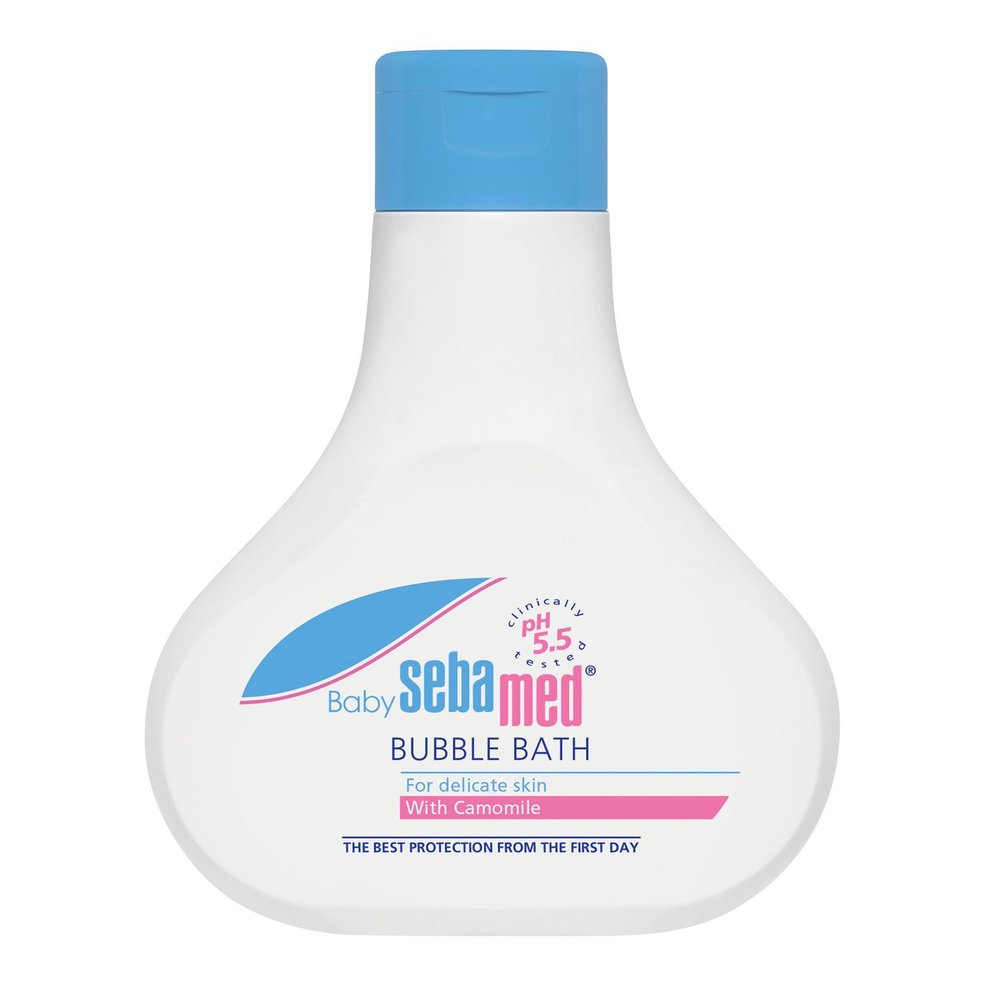 clinically
pH
5.5
tested
Baby sebamed®
BUBBLE BATH
For delicate skin
With Camomile
THE BEST PROTECTION FROM THE FIRST DAY